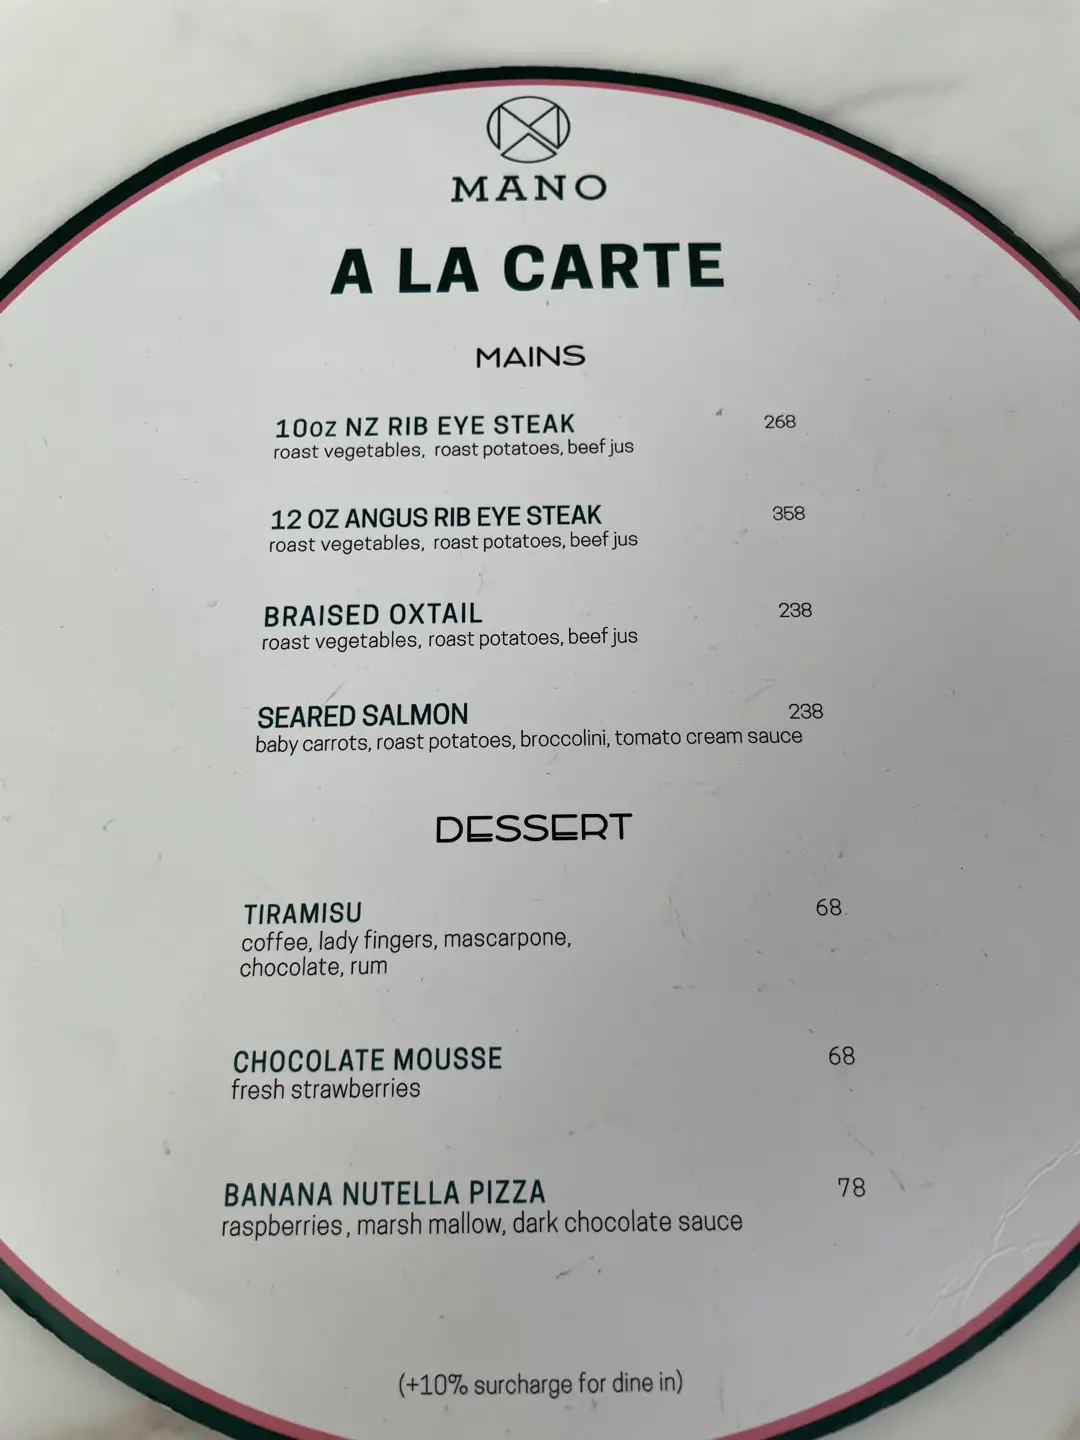 MANO
A LA CARTE
MAINS
10oz NZ RIB EYE STEAK 268
roast vegetables, roast potatoes, beef jus
12 OZ ANGUS RIB EYE STEAK 358
roast vegetables, roast potatoes, beef jus
BRAISED OXTAIL 238
roast vegetables, roast potatoes, beef jus
SEARED SALMON 238
baby carrots, roast potatoes, broccolini, tomato cream sauce
DESSERT
TIRAMISU 68
coffee, lady fingers, mascarpone,
chocolate, rum
CHOCOLATE MOUSSE 68
fresh strawberries
BANANA NUTELLA PIZZA 78
raspberries, marsh mallow, dark chocolate sauce
(+10% surcharge for dine in)